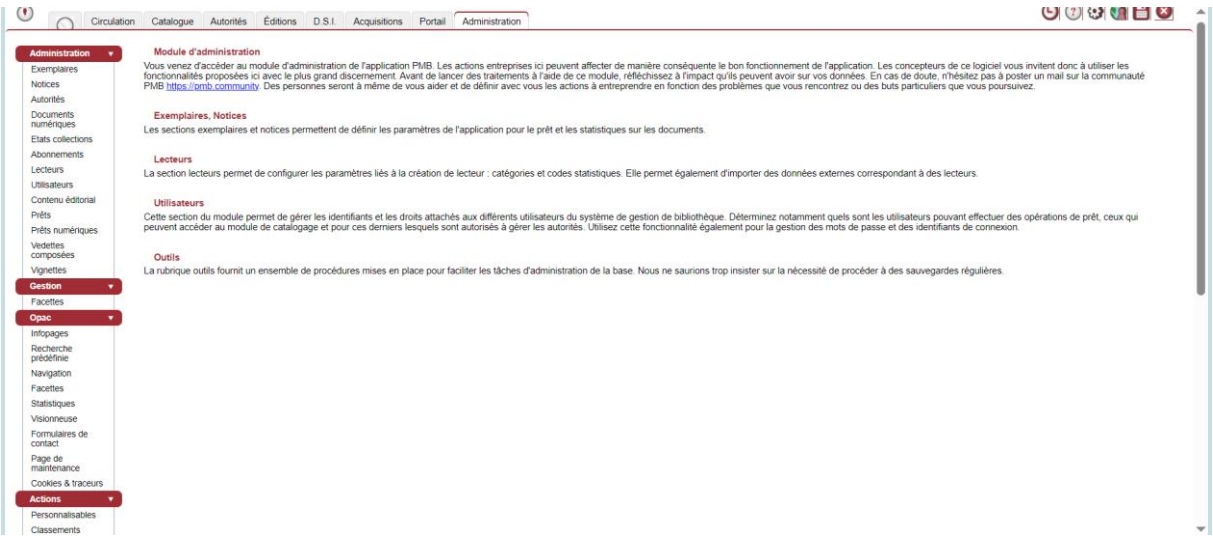 Circulation Catalogue Autorités Éditions D.S.I. Acquisitions Portail Administration
Administration
Exemplaires
Notices
Autorités
Documents
numériques
Etats collections
Abonnements
Lecteurs
Utilisateurs
Contenu éditorial
Prêts
Prêts numériques
Vedettes
composées
Vignettes
Gestion
Facettes
Opac
Infopages
Recherche
prédéfinie
Navigation
Facettes
Statistiques
Visionneuse
Formulaires de
contact
Page de
maintenance
Cookies & traceurs
Actions
Personnalisables
Classements
Module d'administration
Vous venez d'accéder au module d'administration de l'application PMB. Les actions entreprises ici peuvent affecter de manière conséquente le bon fonctionnement de l'application. Les concepteurs de ce logiciel vous invitent donc à utiliser les
fonctionnalités proposées ici avec le plus grand discernement. Avant de lancer des traitements à l'aide de ce module, réfléchissez à l'impact qu'ils peuvent avoir sur vos données. En cas de doute, n'hésitez pas à poster un mail sur la communauté
PMB https://pmb.community. Des personnes seront à même de vous aider et de définir avec vous les actions à entreprendre en fonction des problèmes que vous rencontrez ou des buts particuliers que vous poursuivez.
Exemplaires, Notices
Les sections exemplaires et notices permettent de définir les paramètres de l'application pour le prêt et les statistiques sur les documents.
Lecteurs
La section lecteurs permet de configurer les paramètres liés à la création de lecteur : catégories et codes statistiques. Elle permet également d'importer des données externes correspondant à des lecteurs.
Utilisateurs
Cette section du module permet de gérer les identifiants et les droits attachés aux différents utilisateurs du système de gestion de bibliothèque. Déterminez notamment quels sont les utilisateurs pouvant effectuer des opérations de prêt, ceux qui
peuvent accéder au module de catalogage et pour ces derniers lesquels sont autorisés à gérer les autorités. Utilisez cette fonctionnalité également pour la gestion des mots de passe et des identifiants de connexion.
Outils
La rubrique outils fournit un ensemble de procédures mises en place pour faciliter les tâches d'administration de la base. Nous ne saurions trop insister sur la nécessité de procéder à des sauvegardes régulières.